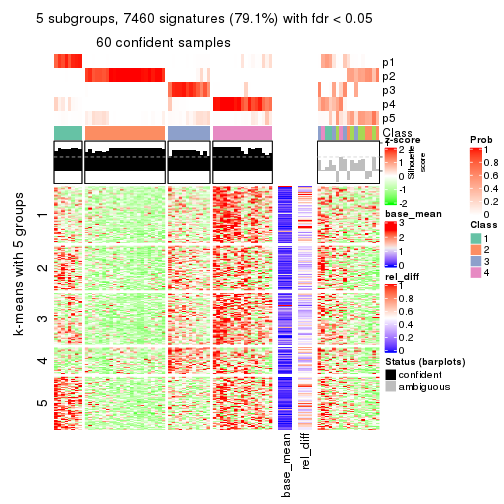 5 subgroups, 7460 signatures (79.1%) with fdr < 0.05
60 confident samples
p1
p2
p3
p4
p5
Class
1
Silhouette
score
k-means with 5 groups
1
2
3
4
5
base_mean
rel_diff
z-score
2
1
0
-1
-2
base_mean
3
2
1
0
rel_diff
1
0.8
0.6
0.4
0.2
0
Status (barplots)
confident
ambiguous
Prob
1
0.8
0.6
0.4
0.2
0
Class
1
2
3
4